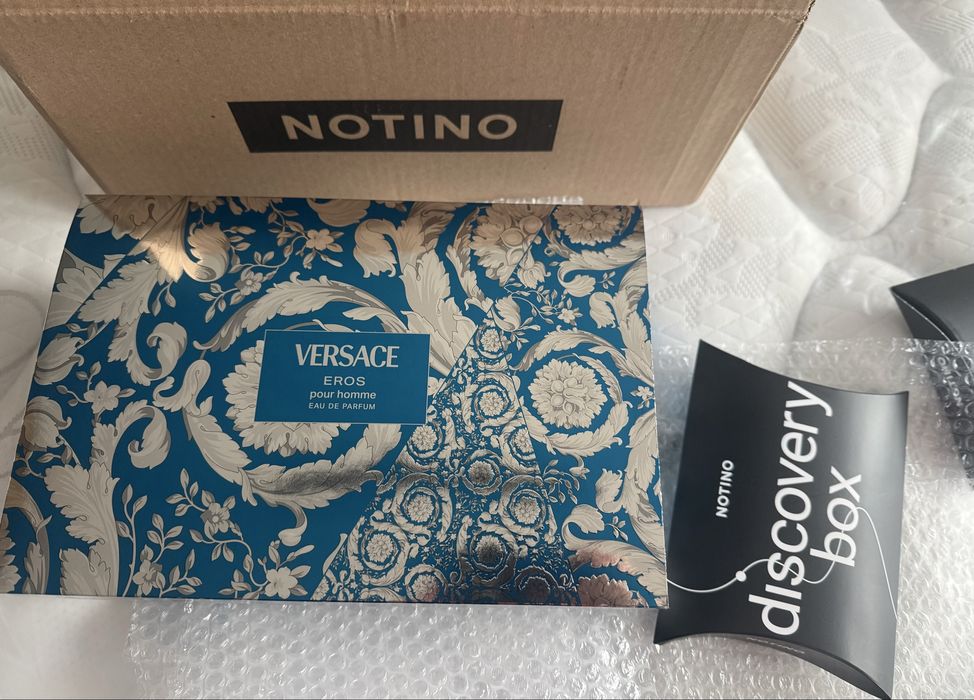 NOTINO
VERSACE
EROS
pour homme
EAU DE PARFUM
NOTINO
discovery
box